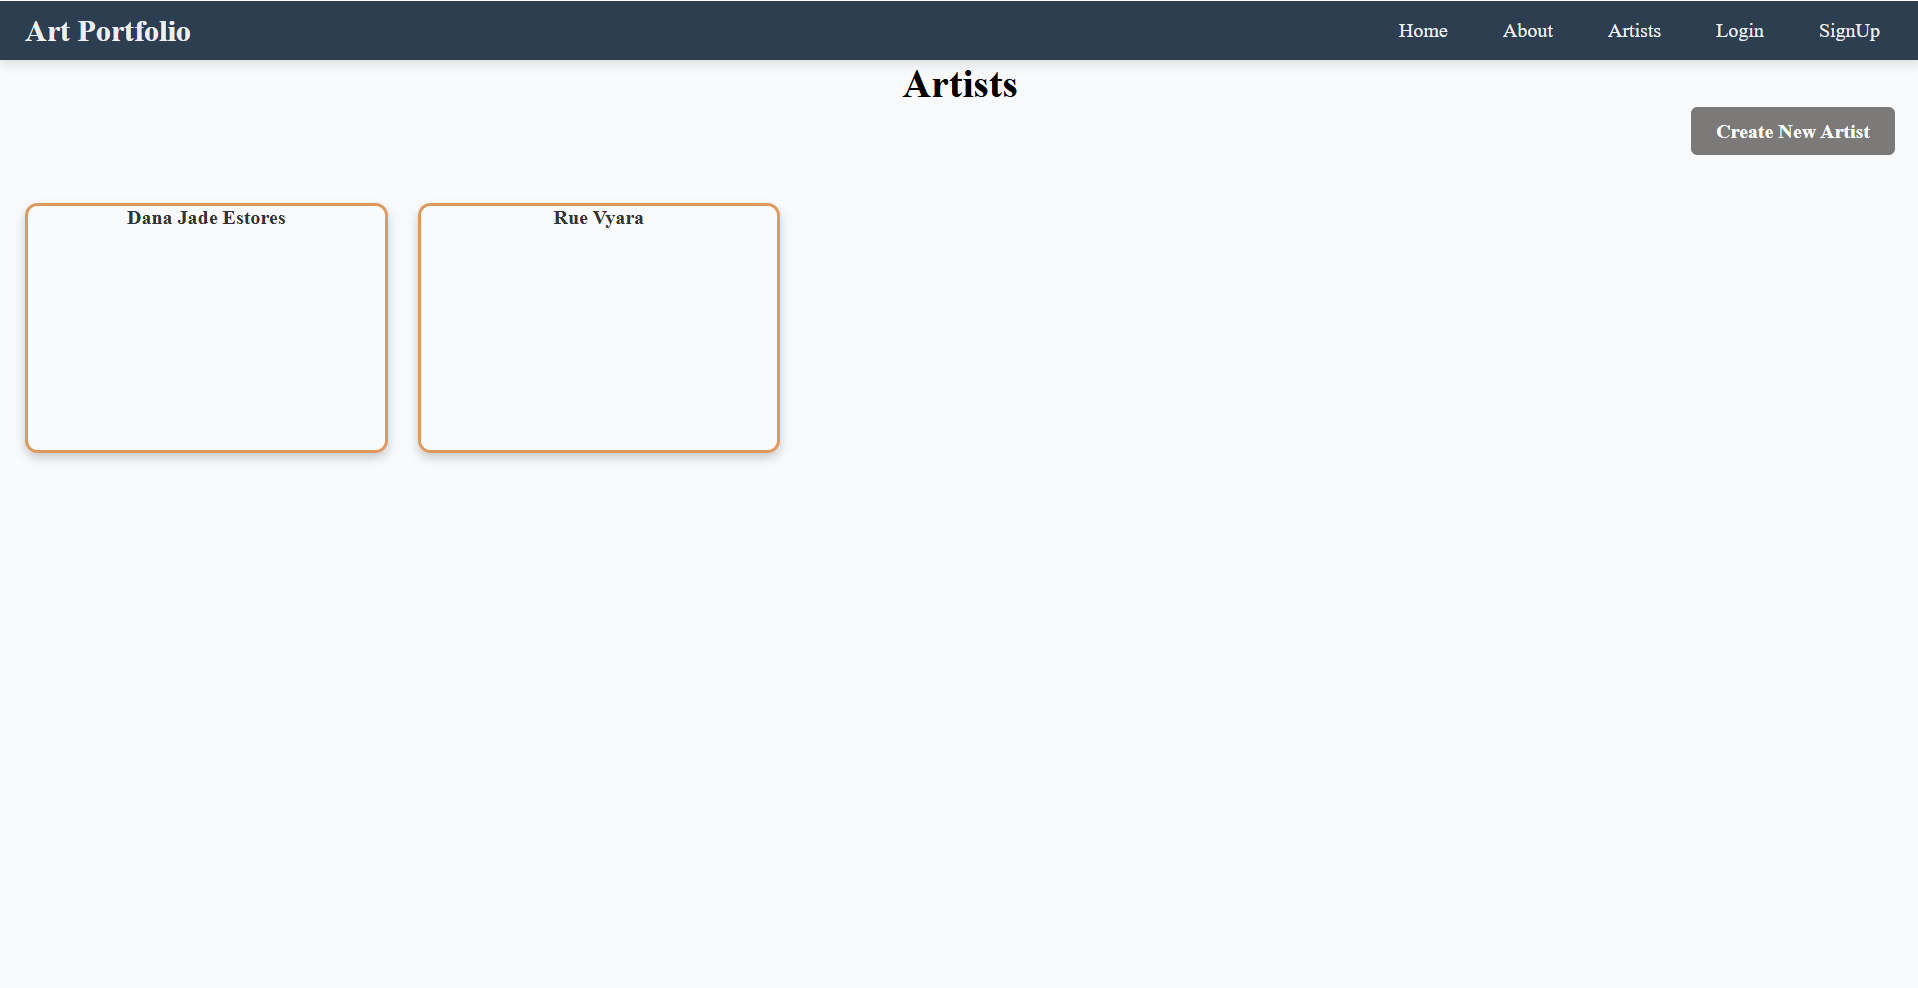 Art Portfolio Home About Artists Login SignUp
Artists
Create New Artist
Dana Jade Estores Rue Vyara